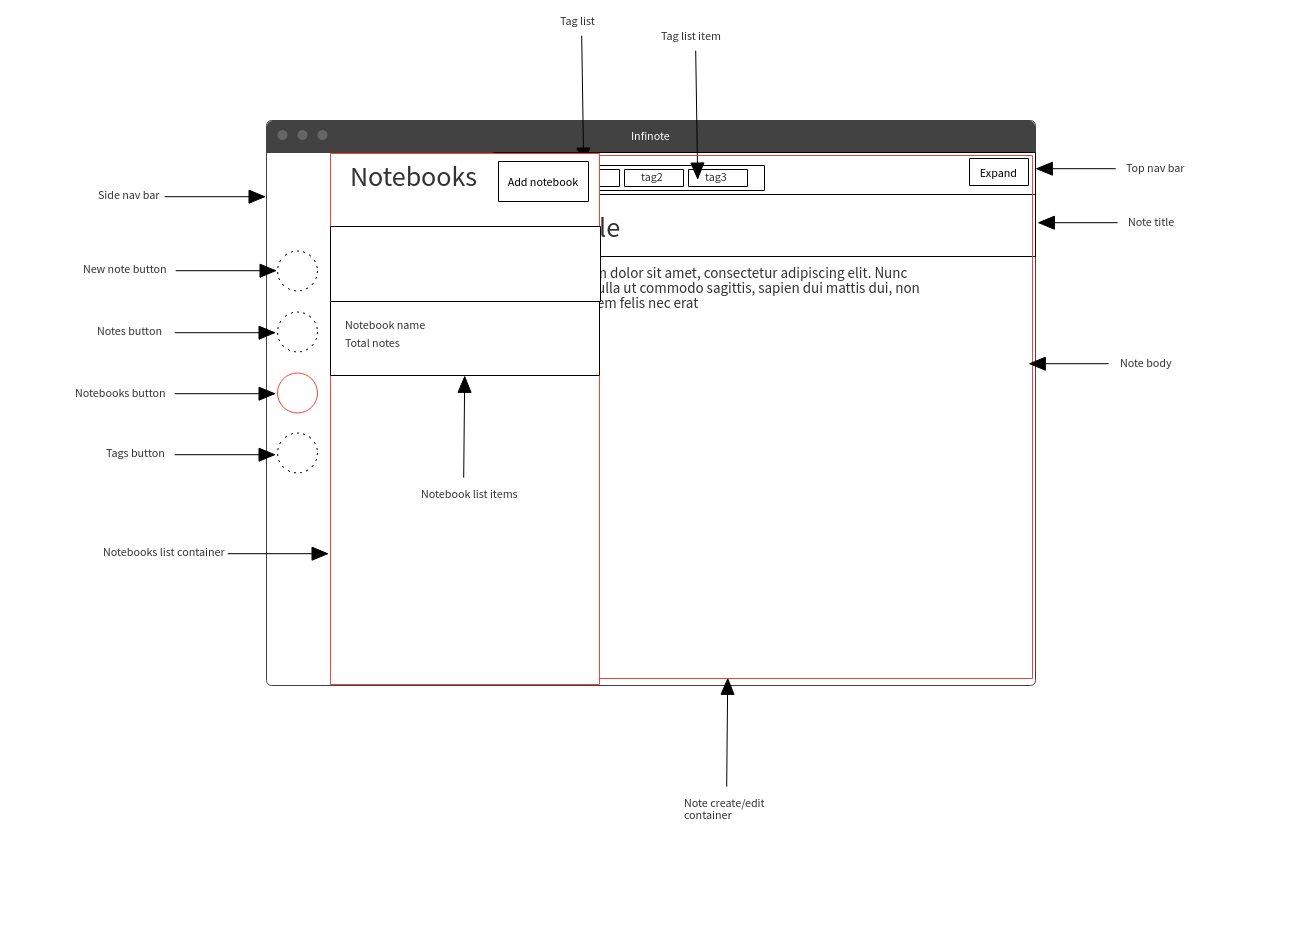 Tag list
Tag list item
Infinote
Notebooks
Add notebook
tag2
tag3
Expand
Top nav bar
Side nav bar
le
Note title
New note button
dolor sit amet, consectetur adipiscing elit. Nunc
ulla ut commodo sagittis, sapien dui mattis dui, non
em felis nec erat
Notebook name
Total notes
Notes button
Note body
Notebooks button
Tags button
Notebook list items
Notebooks list container
Note create/edit
container